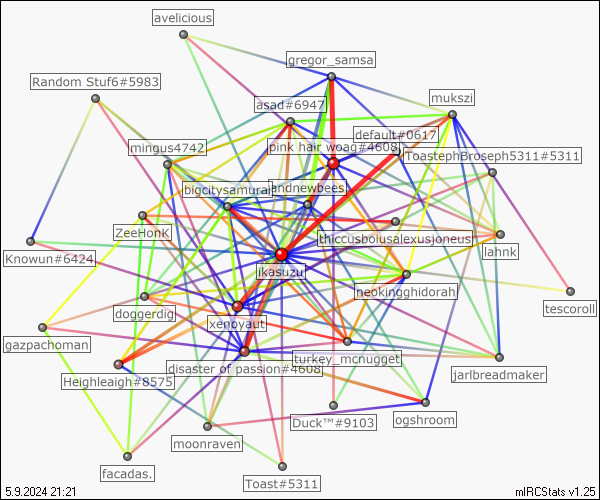 avelicious
gregor_samsa
Random Stuf6#5983
mukszi
asad#6947
default#0617
pink hair woag#4608
mingus4742
ToastephBroseph5311#5311
bigcitysamurai
andnewbees
ZeeHonk
thiccusbolusalexusjoneus
lahnk
Knowun#6424
ikasuzu
neokingghidorah
tescoroll
doggerdig
xenoyaut
gazpachoman
turkey_mcnugget
disaster of passion#4608
jarlbreadmaker
Heighleigh#8575
Duck™#9103
ogshroom
moonraven
facadas.
Toast#5311
5.9.2024 21:21
mIRCStats v1.25